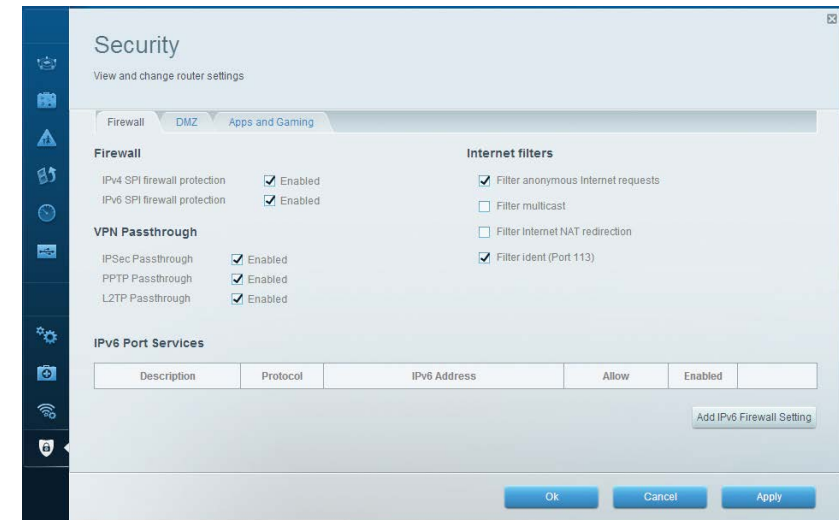 Security
View and change router settings
Firewall DMZ Apps and Gaming
Firewall
IPv4 SPI firewall protection Enabled
IPv6 SPI firewall protection Enabled
VPN Passthrough
IPSec Passthrough Enabled
PPTP Passthrough Enabled
L2TP Passthrough Enabled
Internet filters
Filter anonymous Internet requests
Filter multicast
Filter Internet NAT redirection
Filter ident (Port 113)
IPv6 Port Services
Description Protocol IPv6 Address Allow Enabled
Add IPv6 Firewall Setting
Ok Cancel Apply